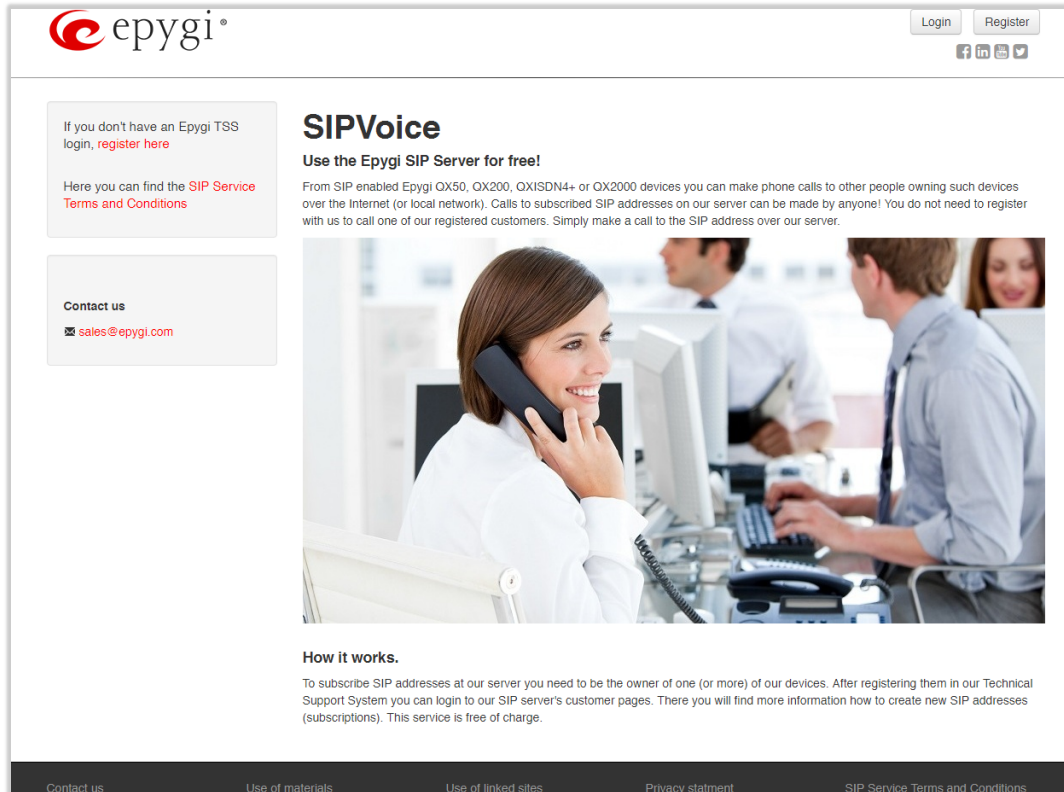 epygi
Login
Register
If you don't have an Epygi TSS
login, register here
Here you can find the SIP Service
Terms and Conditions
Contact us
sales@epygi.com
SIPVoice
Use the Epygi SIP Server for free!
From SIP enabled Epygi QX50, QX200, QXISDN4+ or QX2000 devices you can make phone calls to other people owning such devices
over the Internet (or local network). Calls to subscribed SIP addresses on our server can be made by anyone! You do not need to register
with us to call one of our registered customers. Simply make a call to the SIP address over our server.
How it works.
To subscribe SIP addresses at our server you need to be the owner of one (or more) of our devices. After registering them in our Technical
Support System you can login to our SIP server's customer pages. There you will find more information how to create new SIP addresses
(subscriptions). This service is free of charge.
Contact us
Use of materials
Use of linked sites
Privacy statment
SIP Service Terms and Conditions